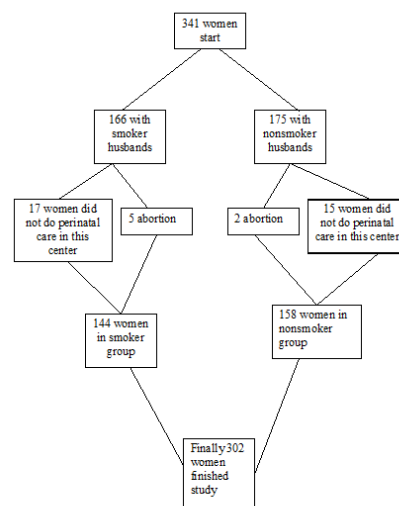 341 women
start
166 with
smoker
husbands
175 with
nonsmoker
husbands
17 women did
not do perinatal
care in this
center
5 abortion
2 abortion
15 women did
not do perinatal
care in this center
144 women
in smoker
group
158 women in
nonsmoker
group
Finally 302
women
finished
study